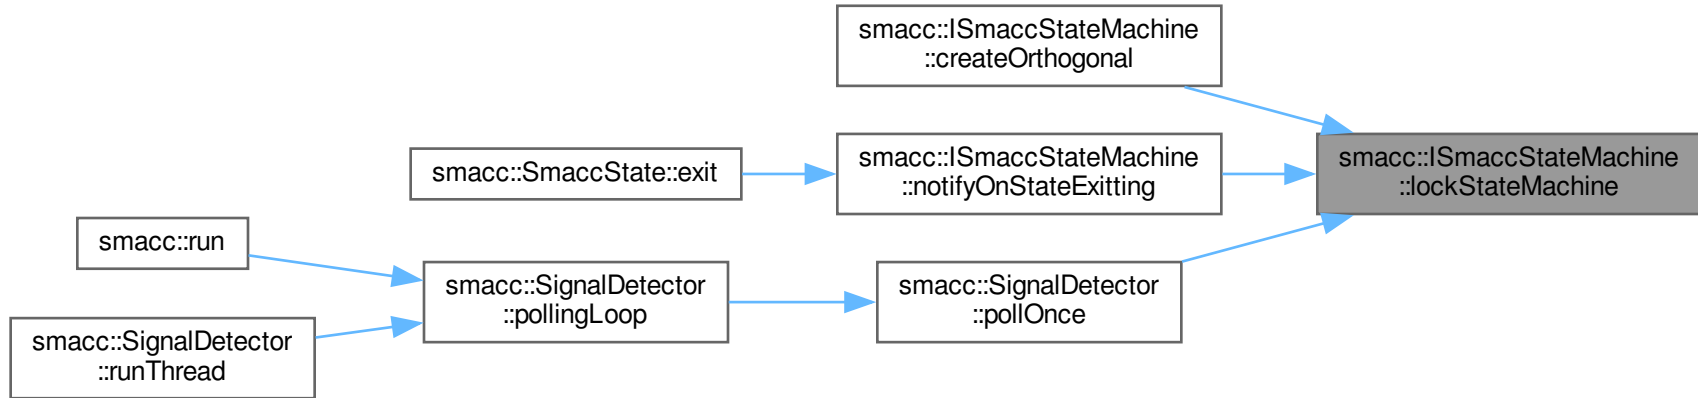 smacc::ISmaccStateMachine
::createOrthogonal
smacc::ISmaccStateMachine
::lockStateMachine
smacc::SmaccState::exit
smacc::ISmaccStateMachine
::notifyOnStateExitting
smacc::run
smacc::SignalDetector
::pollingLoop
smacc::SignalDetector
::pollOnce
smacc::SignalDetector
::runThread